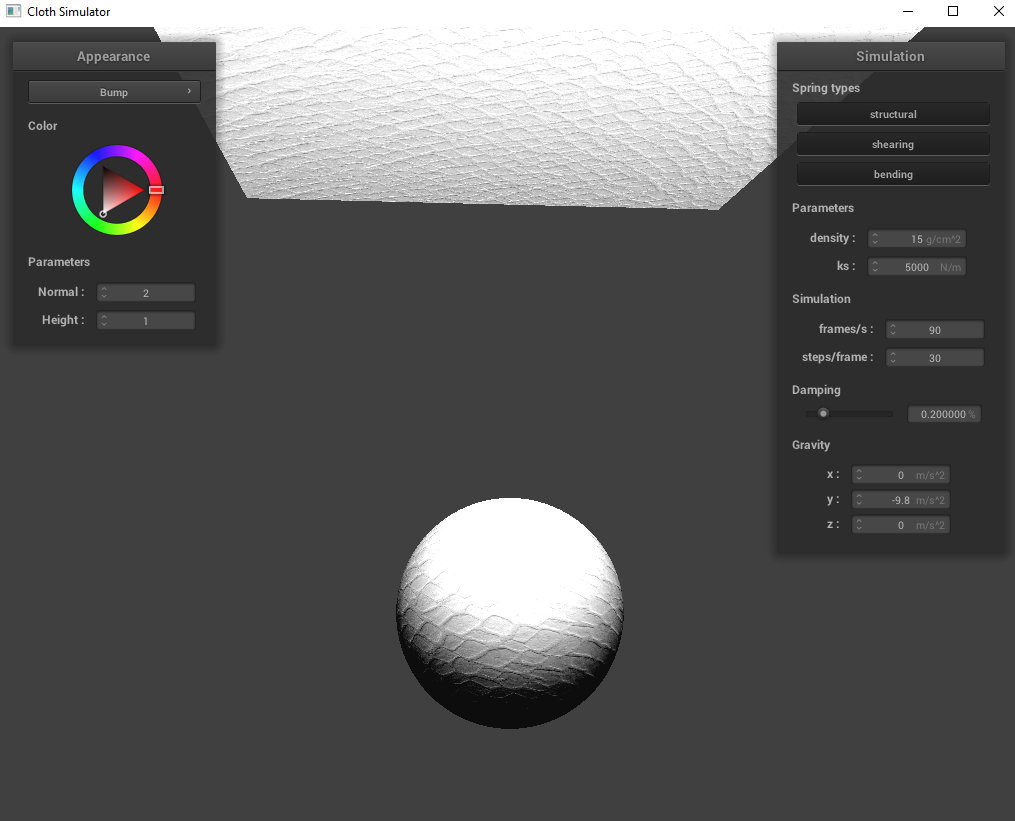 Cloth Simulator
Appearance
Bump
Color
Parameters
Normal : 2
Height : 1
Simulation
Spring types
structural
shearing
bending
Parameters
density : 15 g/cm^2
ks : 5000 N/m
Simulation
frames/s : 90
steps/frame : 30
Damping
0.200000 %
Gravity
x : 0 m/s^2
y : -9.8 m/s^2
z : 0 m/s^2